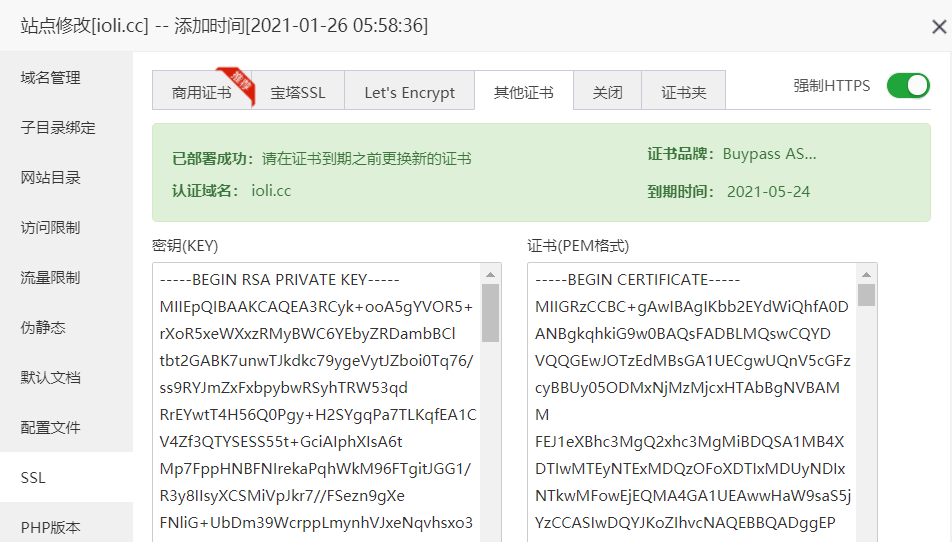 站点修改[ioli.cc] -- 添加时间[2021-01-26 05:58:36]
域名管理
子目录绑定
网站目录
访问限制
流量限制
伪静态
默认文档
配置文件
SSL
PHP版本
商用证书
推荐
宝塔SSL
Let's Encrypt
其他证书
关闭
证书夹
强制HTTPS
已部署成功：请在证书到期之前更换新的证书
证书品牌：Buypass AS...
认证域名： ioli.cc
到期时间： 2021-05-24
密钥(KEY)
-----BEGIN RSA PRIVATE KEY-----
MIIEpQIBAAKCAQEA3RCyk+ooA5gYVOR5+
rXoR5xeWXxzRMyBWC6YEbyZRDambBCl
tbt2GABK7unwTJkdkc79ygeVytJZboi0Tq76/
ss9RYJmZxFxbpybwRSyhTRW53qd
RrEYwtT4H56Q0Pgy+H2SYgqPa7TLKqfEA1C
V4Zf3QTYSESS55t+GciAIphXIsA6t
Mp7FppHNBFNIrekaPqhWkM96FTgitJGG1/
R3y8IIsyXCSMiVpJkr7//FSezn9gXe
FNliG+UbDm39WcrppLmynhVJxeNqvhsxo3
证书(PEM格式)
-----BEGIN CERTIFICATE-----
MIIGRzCCBC+gAwIBAgIKbb2EYdWiQhfA0D
ANBgkqhkiG9w0BAQsFADBLMQswCQYD
VQQGEwJOTzEdMBsGA1UECgwUQnV5cGFz
cyBBUy05ODMxNjMzMjcxHTAbBgNVBAM
M
FEJ1eXBhc3MgQ2xhc3MgMiBDQSA1MB4X
DTIwMTEyNTExMDQzOFoXDTIxMDUyNDIx
NTkwMFowEjEQMA4GA1UEAwwHaW9saS5j
YzCCASIwDQYJKoZIhvcNAQEBBQADggEP